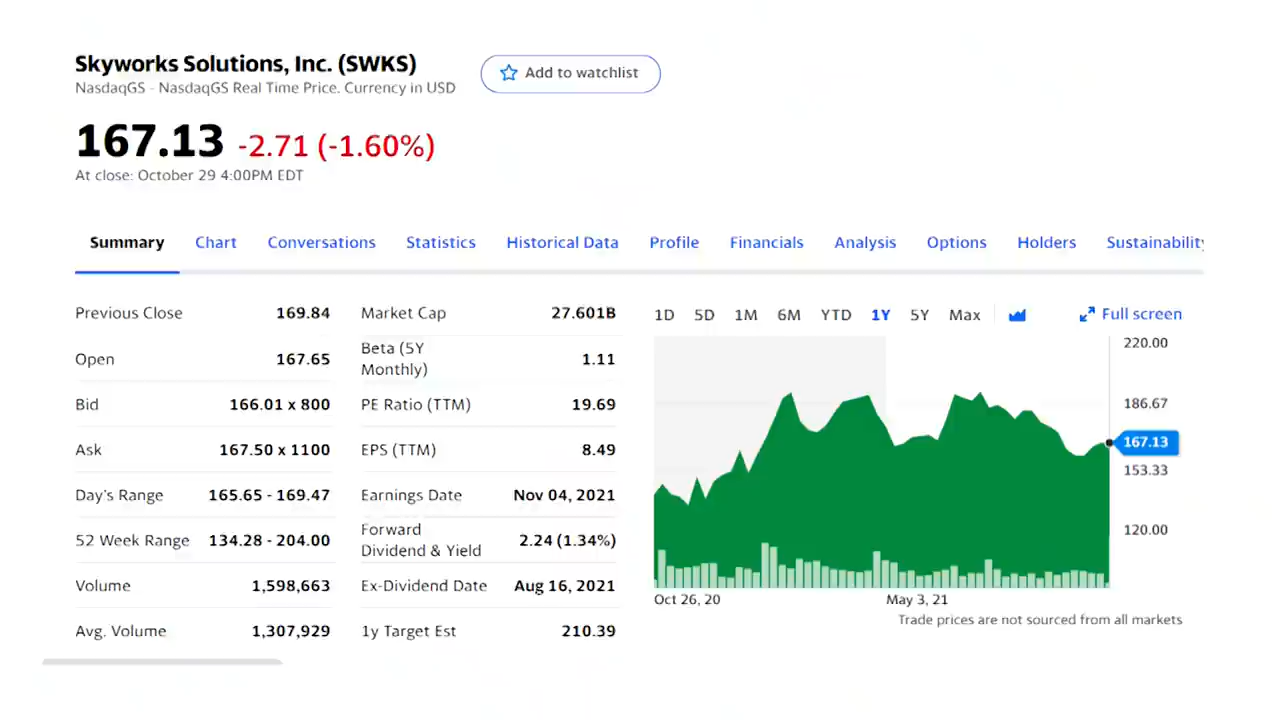 Skyworks Solutions, Inc. (SWKS)
Add to watchlist
NasdaqGS - NasdaqGS Real Time Price. Currency in USD
167.13 -2.71 (-1.60%)
At close: October 29 4:00PM EDT
Summary Chart Conversations Statistics Historical Data Profile Financials Analysis Options Holders Sustainability
Previous Close 169.84
Open 167.65
Bid 166.01 x 800
Ask 167.50 x 1100
Day's Range 165.65 - 169.47
52 Week Range 134.28 - 204.00
Volume 1,598,663
Avg. Volume 1,307,929
Market Cap 27.601B
Beta (5Y
Monthly) 1.11
PE Ratio (TTM) 19.69
EPS (TTM) 8.49
Earnings Date Nov 04, 2021
Forward
Dividend & Yield 2.24 (1.34%)
Ex-Dividend Date Aug 16, 2021
1y Target Est 210.39
1D 5D 1M 6M YTD 1Y 5Y Max Full screen
220.00
186.67
167.13
153.33
120.00
Oct 26, 20 May 3, 21
Trade prices are not sourced from all markets